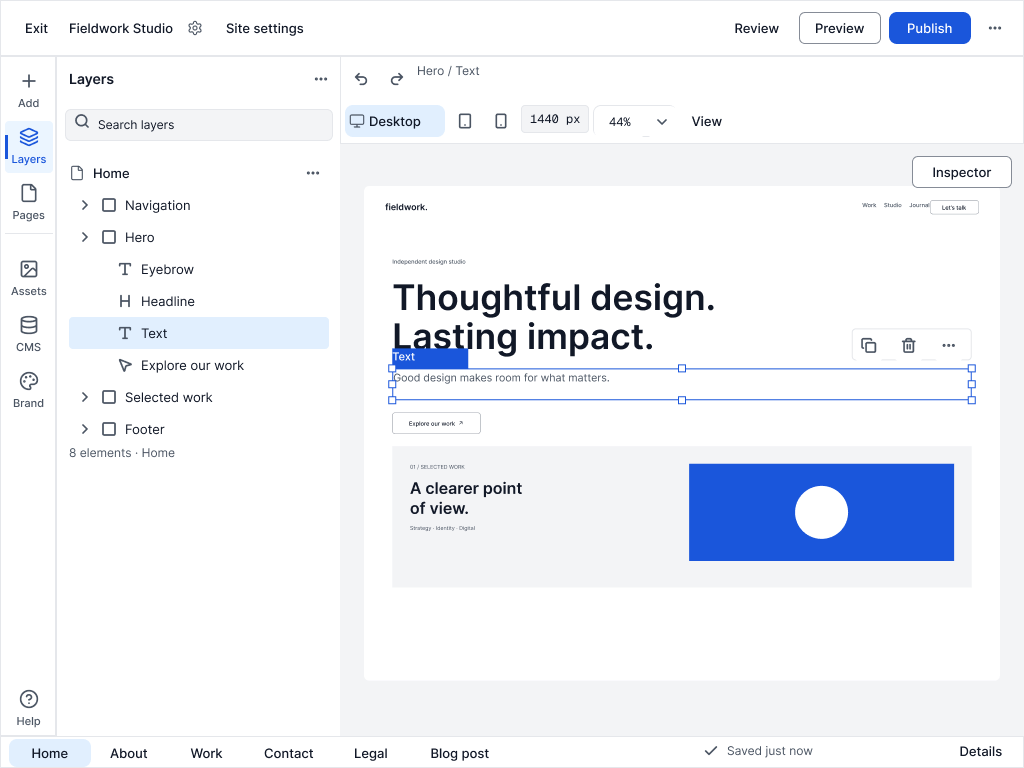 Exit
Fieldwork Studio
Site settings
Review
Preview
Publish
Add
Layers
Pages
Assets
CMS
Brand
Help
Layers
Search layers
Home
Navigation
Hero
Eyebrow
Headline
Text
Explore our work
Selected work
Footer
8 elements · Home
Hero / Text
Desktop
1440 px
44%
View
Inspector
fieldwork.
Work
Studio
Journal
Let's talk
Independent design studio
Thoughtful design.
Lasting impact.
Text
Good design makes room for what matters.
Explore our work ↗
01 / SELECTED WORK
A clearer point
of view.
Strategy · Identity · Digital
Home
About
Work
Contact
Legal
Blog post
Saved just now
Details